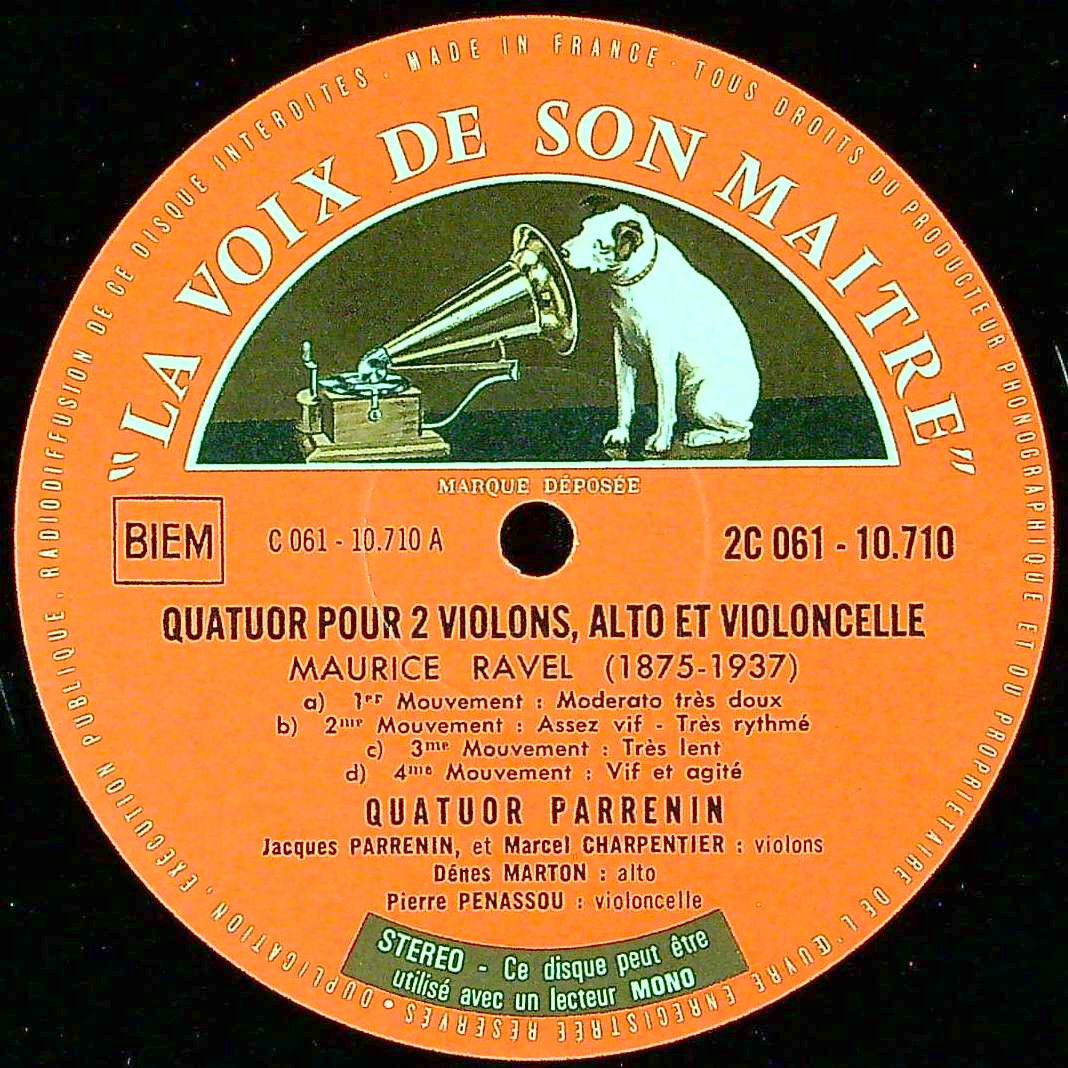 DUPLICATION, EXÉCUTION PUBLIQUE, RADIODIFFUSION DE CE DISQUE INTERDITES · MADE IN FRANCE · TOUS DROITS DU PRODUCTEUR PHONOGRAPHIQUE ET DU PROPRIETAIRE DE L'ŒUVRE ENREGISTRÉE RÉSERVÉS •
"LA VOIX DE SON MAITRE"
MARQUE DÉPOSÉE
BIEM
C 061 - 10.710 A
2C 061 - 10.710
QUATUOR POUR 2 VIOLONS, ALTO ET VIOLONCELLE
MAURICE RAVEL (1875-1937)
a) 1er Mouvement : Moderato très doux
b) 2me Mouvement : Assez vif - Très rythmé
c) 3me Mouvement : Très lent
d) 4me Mouvement : Vif et agité
QUATUOR PARRENIN
Jacques PARRENIN, et Marcel CHARPENTIER : violons
Dénes MARTON : alto
Pierre PENASSOU : violoncelle
STEREO - Ce disque peut être
utilisé avec un lecteur MONO